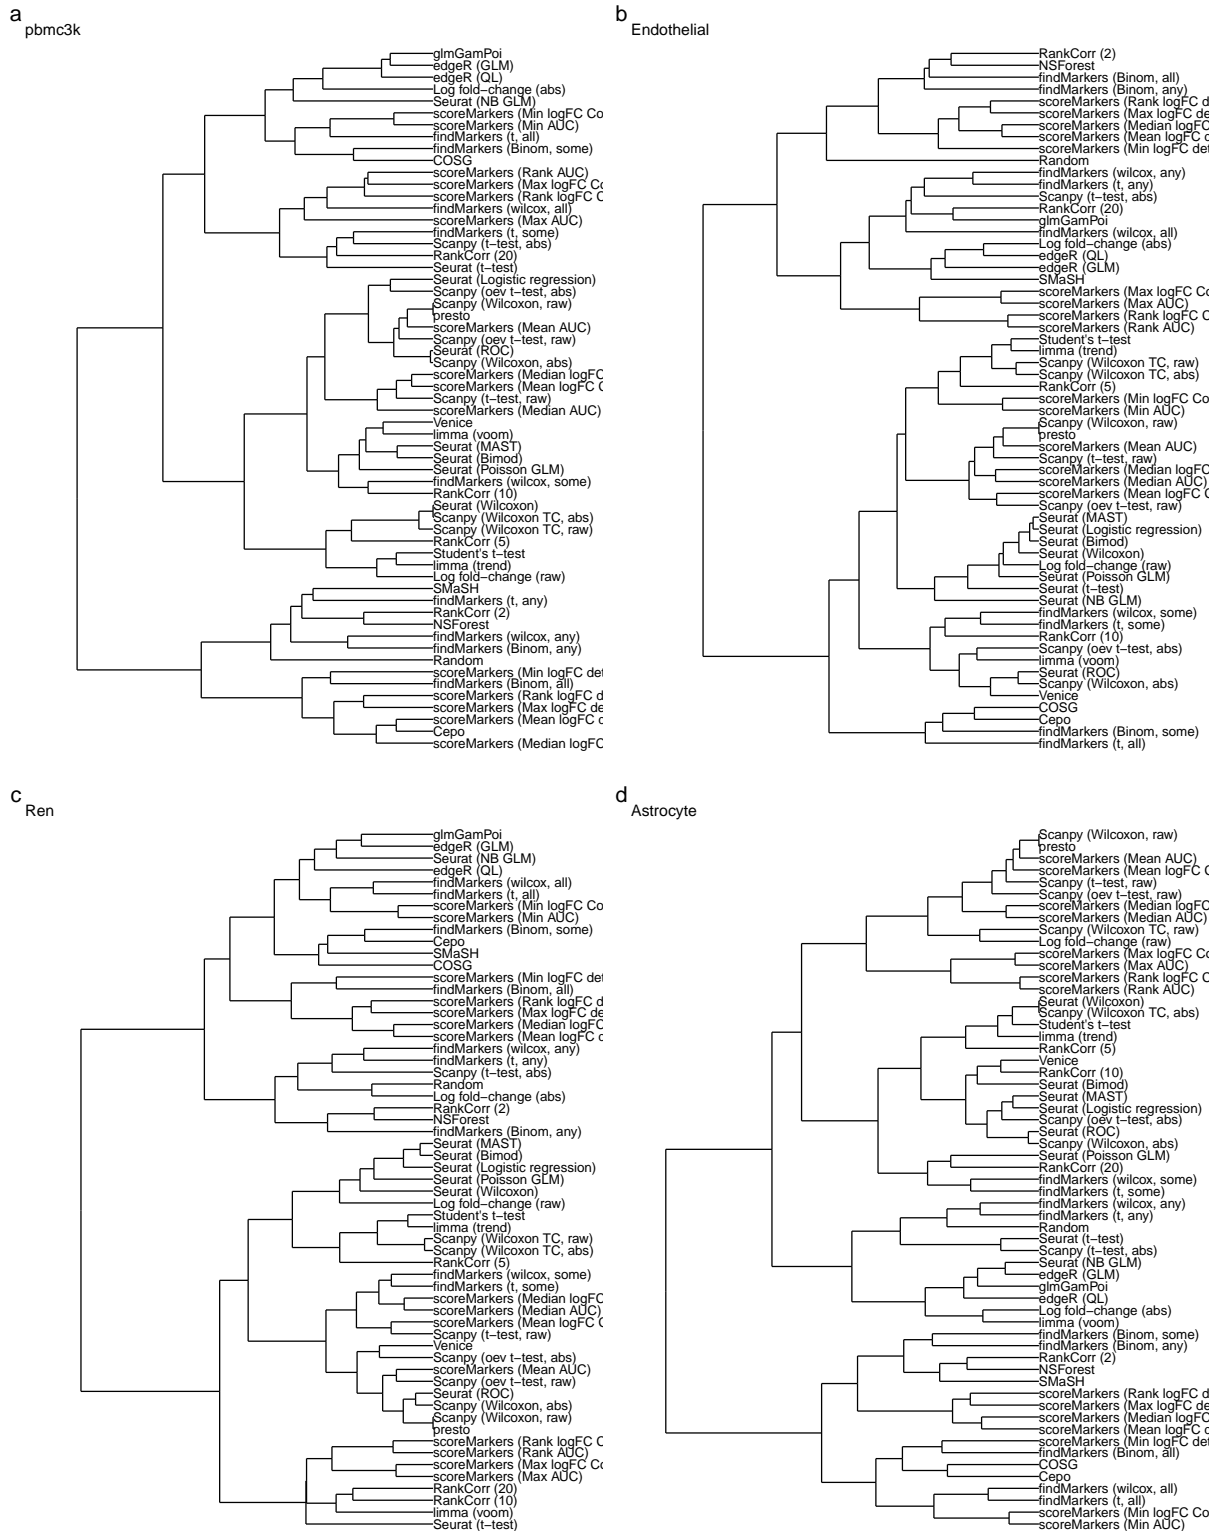 a
pbmc3k
glmGamPoi
edgeR (GLM)
edgeR (QL)
Log fold−change (abs)
Seurat (NB GLM)
scoreMarkers (Min logFC Co
scoreMarkers (Min AUC)
findMarkers (t, all)
findMarkers (Binom, some)
COSG
scoreMarkers (Rank AUC)
scoreMarkers (Max logFC Co
scoreMarkers (Rank logFC C
findMarkers (wilcox, all)
scoreMarkers (Max AUC)
findMarkers (t, some)
Scanpy (t−test, abs)
RankCorr (20)
Seurat (t−test)
Seurat (Logistic regression)
Scanpy (oev t−test, abs)
Scanpy (Wilcoxon, raw)
presto
scoreMarkers (Mean AUC)
Scanpy (oev t−test, raw)
Seurat (ROC)
Scanpy (Wilcoxon, abs)
scoreMarkers (Median logFC
scoreMarkers (Mean logFC C
Scanpy (t−test, raw)
scoreMarkers (Median AUC)
Venice
limma (voom)
Seurat (MAST)
Seurat (Bimod)
Seurat (Poisson GLM)
findMarkers (wilcox, some)
RankCorr (10)
Seurat (Wilcoxon)
Scanpy (Wilcoxon TC, abs)
Scanpy (Wilcoxon TC, raw)
RankCorr (5)
Student's t−test
limma (trend)
Log fold−change (raw)
SMaSH
findMarkers (t, any)
RankCorr (2)
NSForest
findMarkers (wilcox, any)
findMarkers (Binom, any)
Random
scoreMarkers (Min logFC det
findMarkers (Binom, all)
scoreMarkers (Rank logFC d
scoreMarkers (Max logFC de
scoreMarkers (Mean logFC d
Cepo
scoreMarkers (Median logFC
b
Endothelial
RankCorr (2)
NSForest
findMarkers (Binom, all)
findMarkers (Binom, any)
scoreMarkers (Rank logFC d
scoreMarkers (Max logFC de
scoreMarkers (Median logFC
scoreMarkers (Mean logFC d
scoreMarkers (Min logFC det
Random
findMarkers (wilcox, any)
findMarkers (t, any)
Scanpy (t−test, abs)
RankCorr (20)
glmGamPoi
findMarkers (wilcox, all)
Log fold−change (abs)
edgeR (QL)
edgeR (GLM)
SMaSH
scoreMarkers (Max logFC Co
scoreMarkers (Max AUC)
scoreMarkers (Rank logFC C
scoreMarkers (Rank AUC)
Student's t−test
limma (trend)
Scanpy (Wilcoxon TC, raw)
Scanpy (Wilcoxon TC, abs)
RankCorr (5)
scoreMarkers (Min logFC Co
scoreMarkers (Min AUC)
Scanpy (Wilcoxon, raw)
presto
scoreMarkers (Mean AUC)
Scanpy (t−test, raw)
scoreMarkers (Median logFC
scoreMarkers (Median AUC)
scoreMarkers (Mean logFC C
Scanpy (oev t−test, raw)
Seurat (MAST)
Seurat (Logistic regression)
Seurat (Bimod)
Seurat (Wilcoxon)
Log fold−change (raw)
Seurat (Poisson GLM)
Seurat (t−test)
Seurat (NB GLM)
findMarkers (wilcox, some)
findMarkers (t, some)
RankCorr (10)
Scanpy (oev t−test, abs)
limma (voom)
Seurat (ROC)
Scanpy (Wilcoxon, abs)
Venice
COSG
Cepo
findMarkers (Binom, some)
findMarkers (t, all)
c
Ren
glmGamPoi
edgeR (GLM)
Seurat (NB GLM)
edgeR (QL)
findMarkers (wilcox, all)
findMarkers (t, all)
scoreMarkers (Min logFC Co
scoreMarkers (Min AUC)
findMarkers (Binom, some)
Cepo
SMaSH
COSG
scoreMarkers (Min logFC det
findMarkers (Binom, all)
scoreMarkers (Rank logFC d
scoreMarkers (Max logFC de
scoreMarkers (Median logFC
scoreMarkers (Mean logFC d
findMarkers (wilcox, any)
findMarkers (t, any)
Scanpy (t−test, abs)
Random
Log fold−change (abs)
RankCorr (2)
NSForest
findMarkers (Binom, any)
Seurat (MAST)
Seurat (Bimod)
Seurat (Logistic regression)
Seurat (Poisson GLM)
Seurat (Wilcoxon)
Log fold−change (raw)
Student's t−test
limma (trend)
Scanpy (Wilcoxon TC, raw)
Scanpy (Wilcoxon TC, abs)
RankCorr (5)
findMarkers (wilcox, some)
findMarkers (t, some)
scoreMarkers (Median logFC
scoreMarkers (Median AUC)
scoreMarkers (Mean logFC C
Scanpy (t−test, raw)
Venice
Scanpy (oev t−test, abs)
scoreMarkers (Mean AUC)
Scanpy (oev t−test, raw)
Seurat (ROC)
Scanpy (Wilcoxon, abs)
Scanpy (Wilcoxon, raw)
presto
scoreMarkers (Rank logFC C
scoreMarkers (Rank AUC)
scoreMarkers (Max logFC Co
scoreMarkers (Max AUC)
RankCorr (20)
RankCorr (10)
limma (voom)
Seurat (t−test)
d
Astrocyte
Scanpy (Wilcoxon, raw)
presto
scoreMarkers (Mean AUC)
scoreMarkers (Mean logFC C
Scanpy (t−test, raw)
Scanpy (oev t−test, raw)
scoreMarkers (Median logFC
scoreMarkers (Median AUC)
Scanpy (Wilcoxon TC, raw)
Log fold−change (raw)
scoreMarkers (Max logFC Co
scoreMarkers (Max AUC)
scoreMarkers (Rank logFC C
scoreMarkers (Rank AUC)
Seurat (Wilcoxon)
Scanpy (Wilcoxon TC, abs)
Student's t−test
limma (trend)
RankCorr (5)
Venice
RankCorr (10)
Seurat (Bimod)
Seurat (MAST)
Seurat (Logistic regression)
Scanpy (oev t−test, abs)
Seurat (ROC)
Scanpy (Wilcoxon, abs)
Seurat (Poisson GLM)
RankCorr (20)
findMarkers (wilcox, some)
findMarkers (t, some)
findMarkers (wilcox, any)
findMarkers (t, any)
Random
Seurat (t−test)
Scanpy (t−test, abs)
Seurat (NB GLM)
edgeR (GLM)
glmGamPoi
edgeR (QL)
Log fold−change (abs)
limma (voom)
findMarkers (Binom, some)
findMarkers (Binom, any)
RankCorr (2)
NSForest
SMaSH
scoreMarkers (Rank logFC d
scoreMarkers (Max logFC de
scoreMarkers (Median logFC
scoreMarkers (Mean logFC d
scoreMarkers (Min logFC det
findMarkers (Binom, all)
COSG
Cepo
findMarkers (wilcox, all)
findMarkers (t, all)
scoreMarkers (Min logFC Co
scoreMarkers (Min AUC)